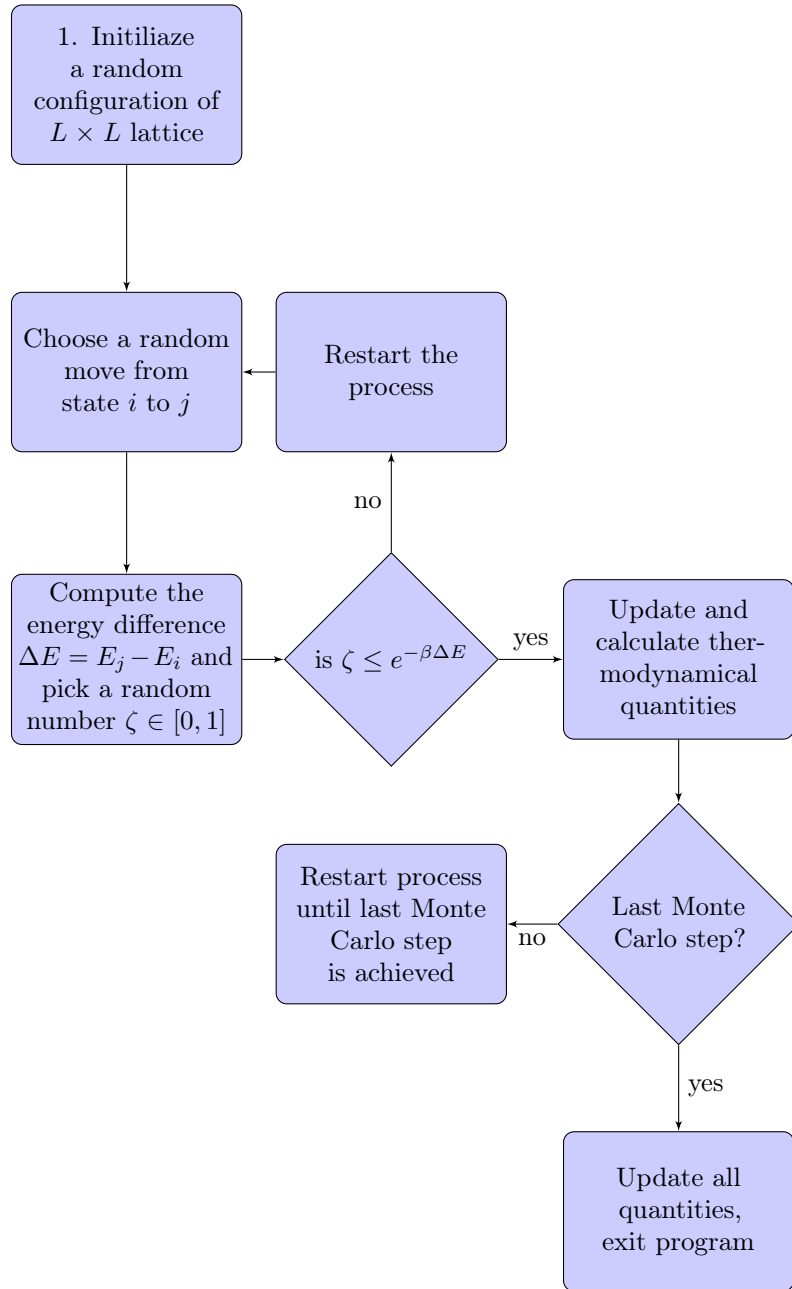 1. Initiliaze
a random
configuration of
L × L lattice
Choose a random
move from
state i to j
Restart the
process
no
Compute the
energy difference
ΔE = E_j − E_i and
pick a random
number ζ ∈ [0, 1]
is ζ ≤ e^{−βΔE}
yes
Update and
calculate ther-
modynamical
quantities
Restart process
until last Monte
Carlo step
is achieved
no
Last Monte
Carlo step?
yes
Update all
quantities,
exit program